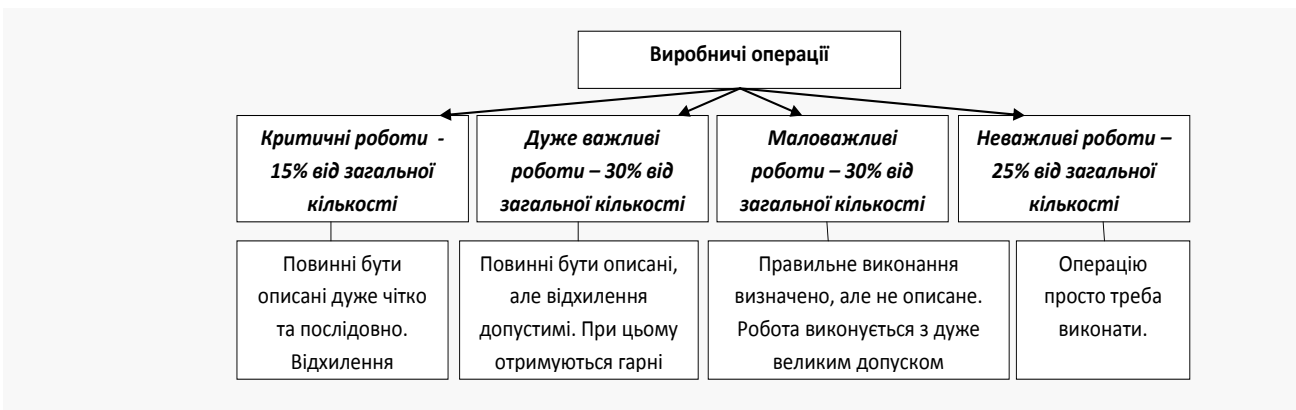 Виробничі операції
Критичні роботи -
15% від загальної
кількості
Дуже важливі
роботи – 30% від
загальної кількості
Маловажливі
роботи – 30% від
загальної кількості
Неважливі роботи –
25% від загальної
кількості
Повинні бути
описані дуже чітко
та послідовно.
Відхилення
Повинні бути описані,
але відхилення
допустимі. При цьому
отримуються гарні
Правильне виконання
визначено, але не описане.
Робота виконується з дуже
великим допуском
Операцію
просто треба
виконати.